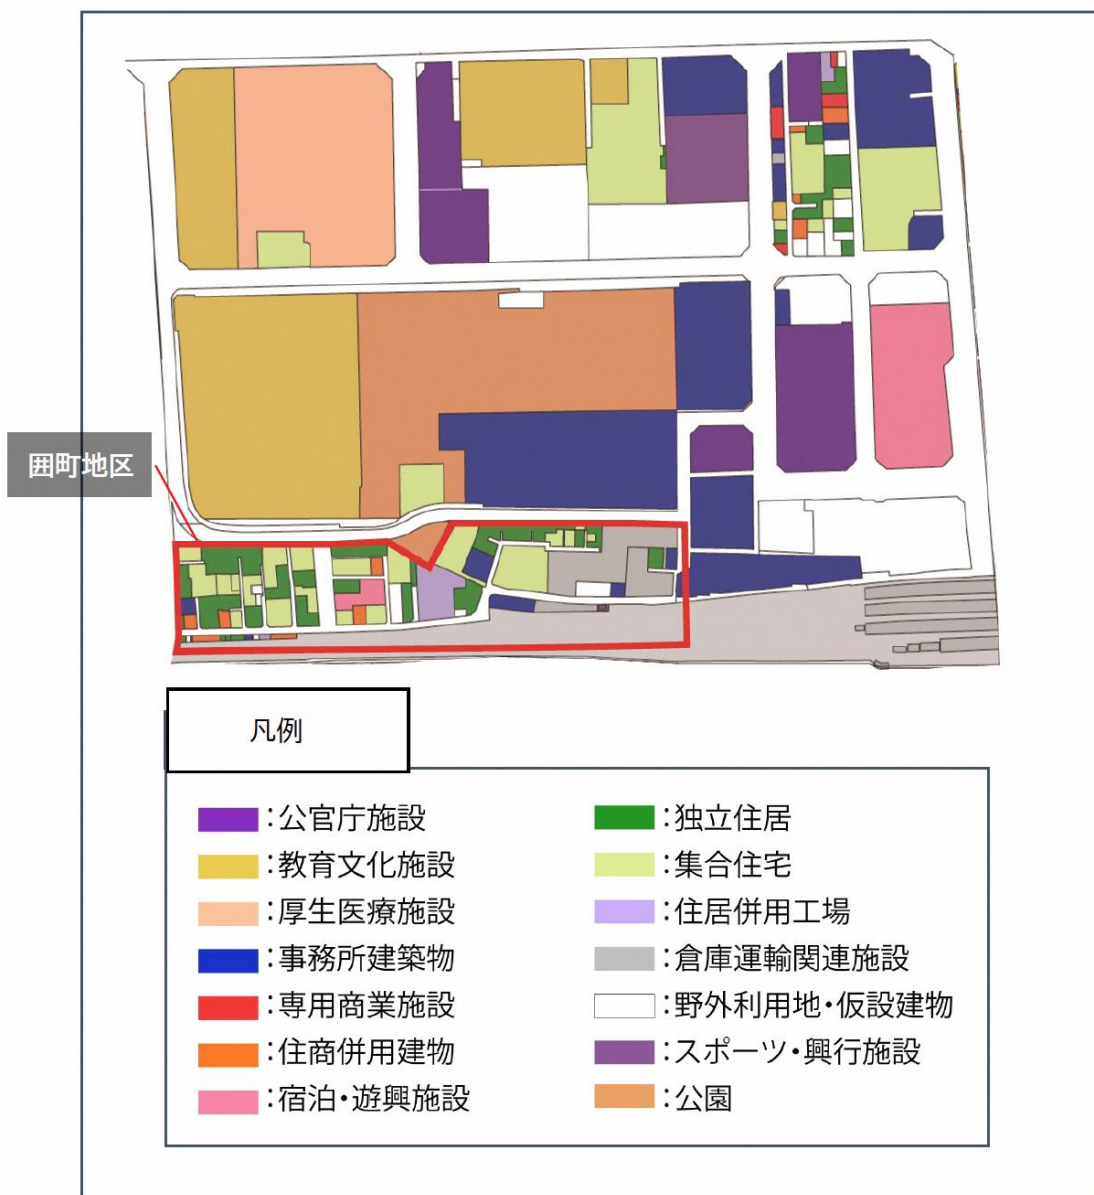 囲町地区
凡例
：公官庁施設
：教育文化施設
：厚生医療施設
：事務所建築物
：専用商業施設
：住商併用建物
：宿泊・遊興施設
：独立住居
：集合住宅
：住居併用工場
：倉庫運輸関連施設
：野外利用地・仮設建物
：スポーツ・興行施設
：公園